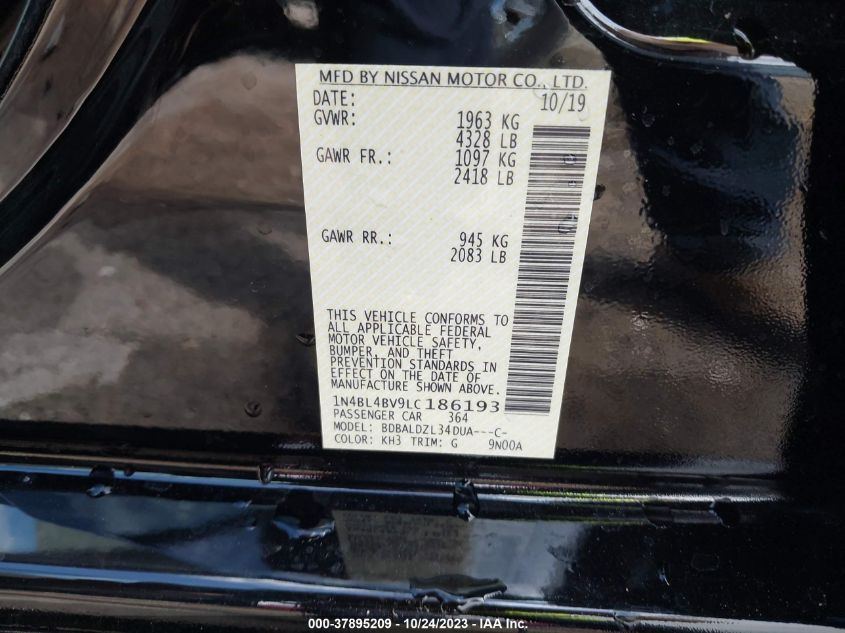 MFD BY NISSAN MOTOR CO., LTD.
DATE: 10/19
GVWR: 1963 KG
4328 LB
GAWR FR.: 1097 KG
2418 LB
GAWR RR.: 945 KG
2083 LB
THIS VEHICLE CONFORMS TO
ALL APPLICABLE FEDERAL
MOTOR VEHICLE SAFETY,
BUMPER, AND THEFT
PREVENTION STANDARDS IN
EFFECT ON THE DATE OF
MANUFACTURE SHOWN ABOVE.
1N4BL4BV9LC186193
PASSENGER CAR 364
MODEL: BDBALDZL34DUA---C-
COLOR: KH3 TRIM: G 9N00A
000-37895209 - 10/24/2023 - IAA Inc.